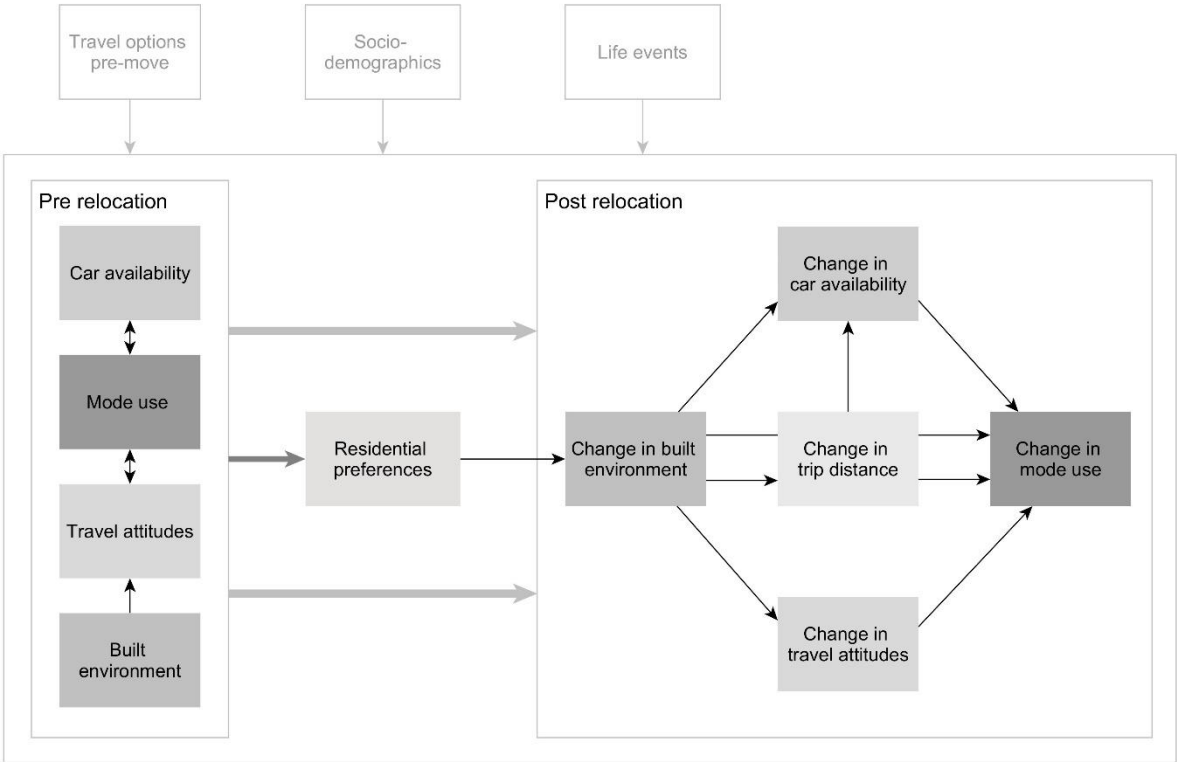 Travel options
pre-move
Socio-
demographics
Life events
Pre relocation
Car availability
Mode use
Travel attitudes
Built
environment
Residential
preferences
Post relocation
Change in
car availability
Change in built
environment
Change in
trip distance
Change in
mode use
Change in
travel attitudes